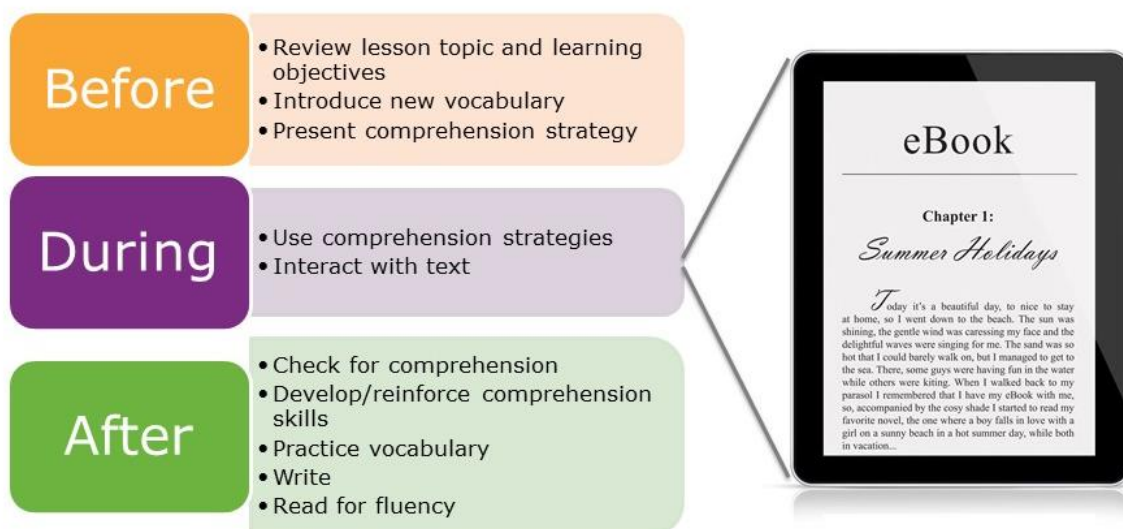 Before
• Review lesson topic and learning
objectives
• Introduce new vocabulary
• Present comprehension strategy
During
• Use comprehension strategies
• Interact with text
After
• Check for comprehension
• Develop/reinforce comprehension
skills
• Practice vocabulary
• Write
• Read for fluency
eBook
Chapter 1:
Summer Holidays
Today it's a beautiful day, to nice to stay
at home, so I went down to the beach. The sun was
shining, the gentle wind was caressing my face and the
delightful waves were singing for me. The sand was so
hot that I could barely walk on, but I managed to get to
the sea. There, some guys were having fun in the water
while others were kiting. When I walked back to my
parasol I remembered that I have my eBook with me,
so, accompanied by the cosy shade I started to read my
favorite novel, the one where a boy falls in love with a
girl on a sunny beach in a hot summer day, while both
in vacation...